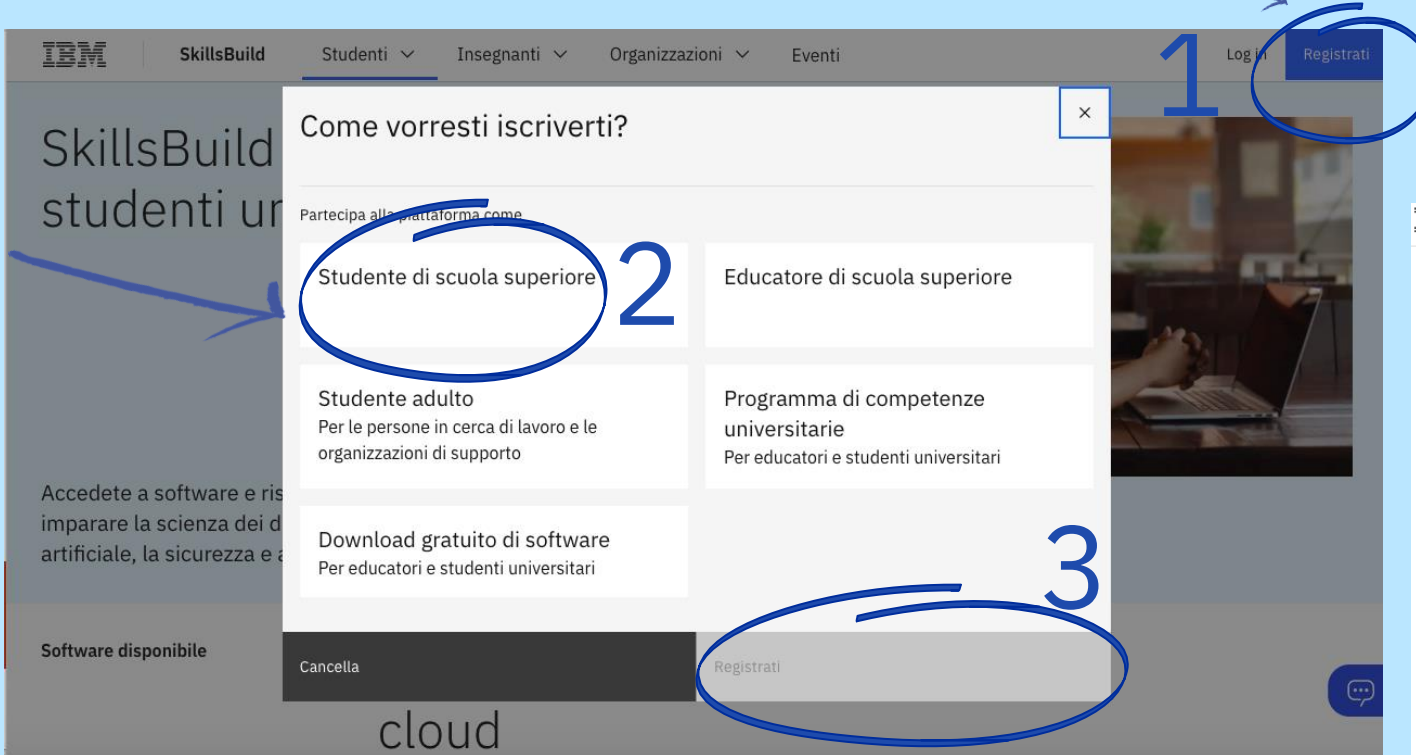 IBM SkillsBuild Studenti Insegnanti Organizzazioni Eventi Log in Registrati
1
Come vorresti iscriverti?
SkillsBuild
studenti
Partecipa alla piattaforma come
Studente di scuola superiore
2
Educatore di scuola superiore
Studente adulto
Per le persone in cerca di lavoro e le
organizzazioni di supporto
Programma di competenze
universitarie
Per educatori e studenti universitari
Accedete a software e ris
imparare la scienza dei d
artificiale, la sicurezza e
Download gratuito di software
Per educatori e studenti universitari
3
Software disponibile
Cancella
Registrati
cloud